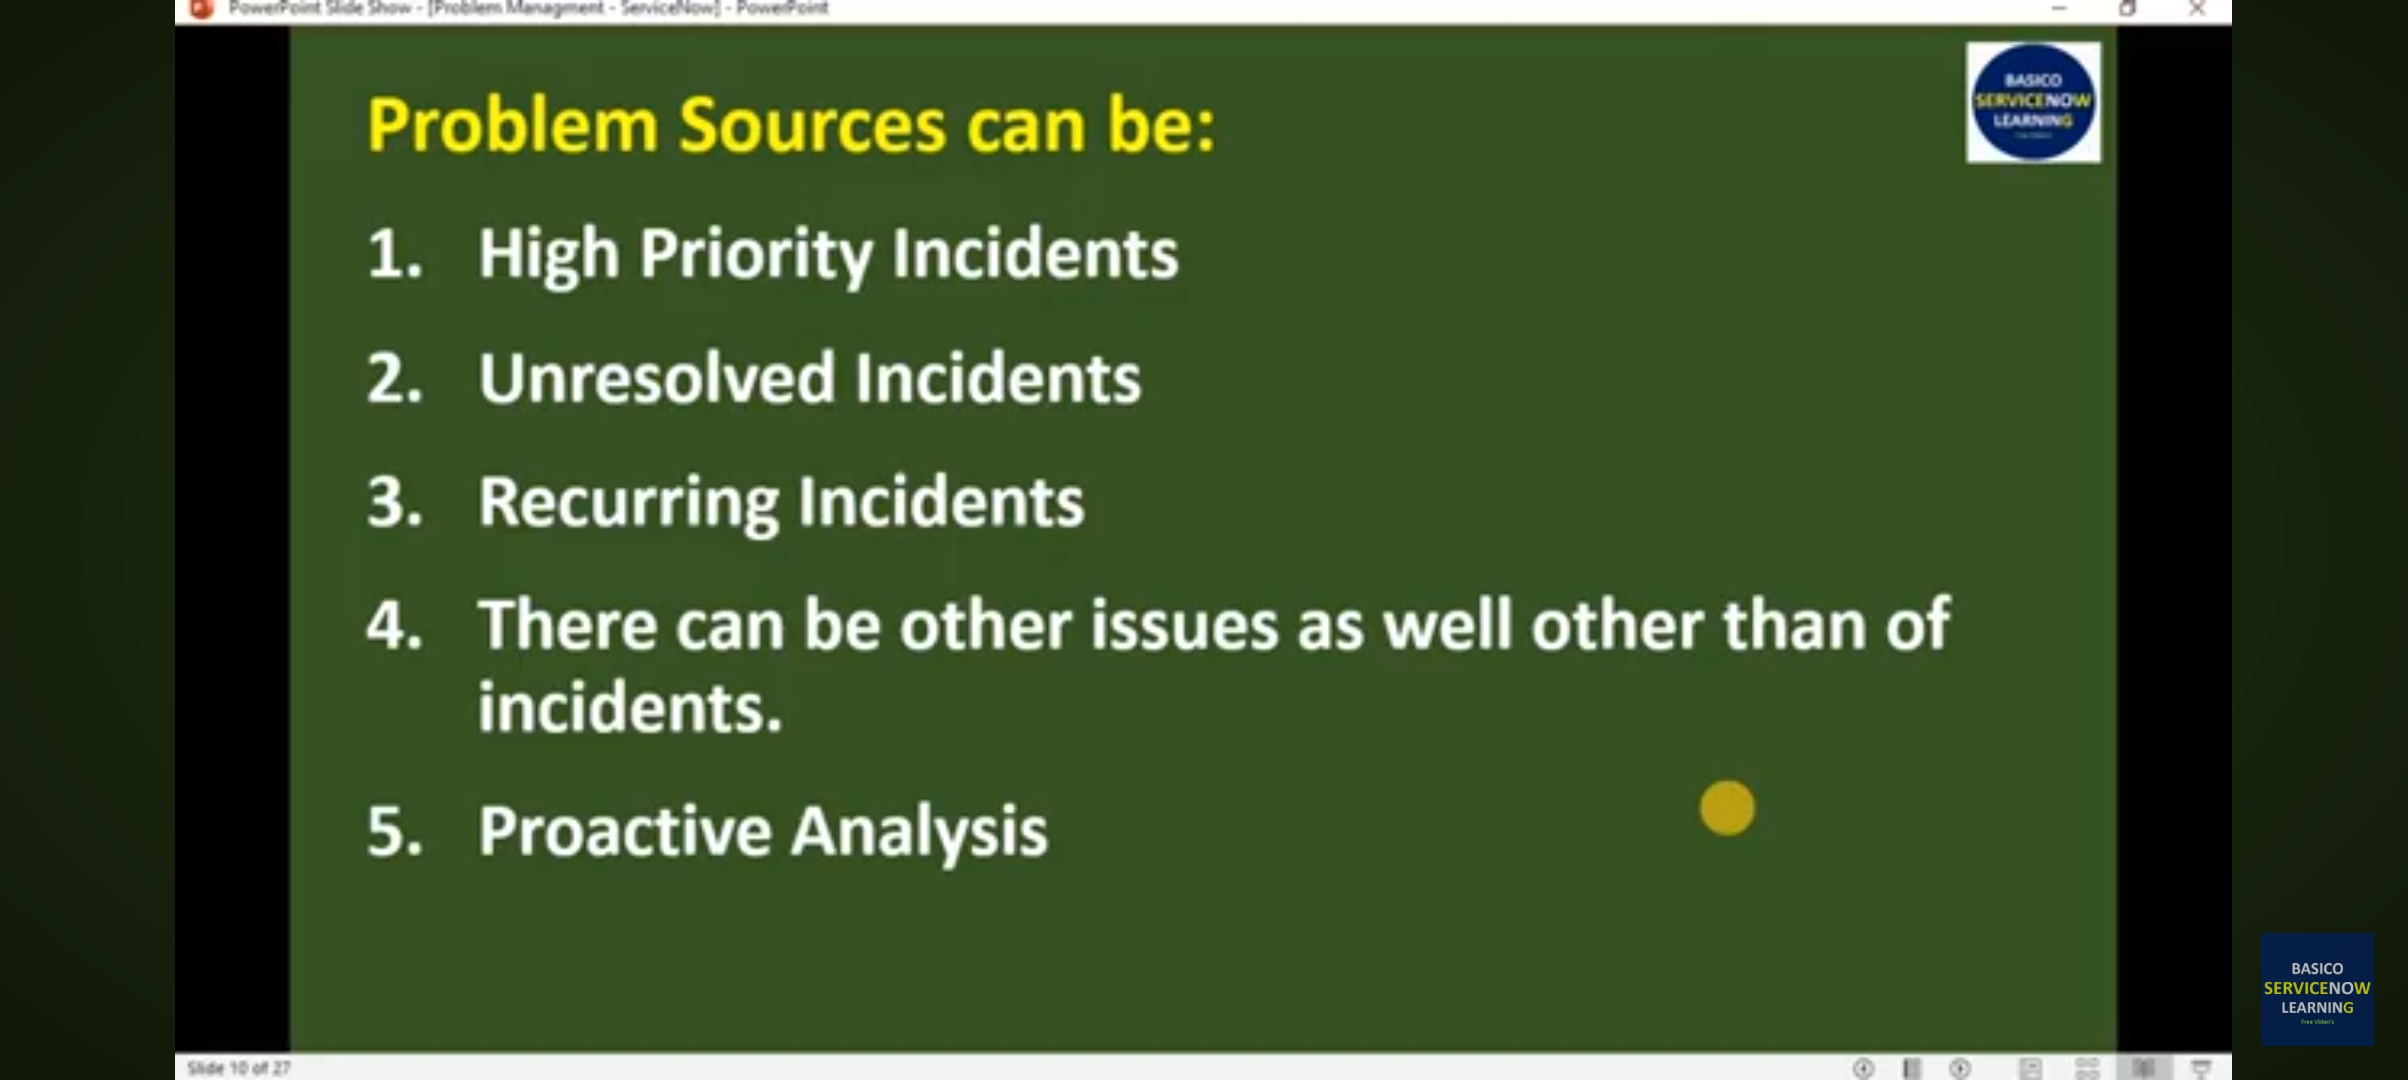 PowerPoint Slide Show - [Problem Managment - ServiceNow] - PowerPoint
BASICO
SERVICENOW
LEARNING
Problem Sources can be:
1. High Priority Incidents
2. Unresolved Incidents
3. Recurring Incidents
4. There can be other issues as well other than of
incidents.
5. Proactive Analysis
BASICO
SERVICENOW
LEARNING
Free Video's
Slide 10 of 27